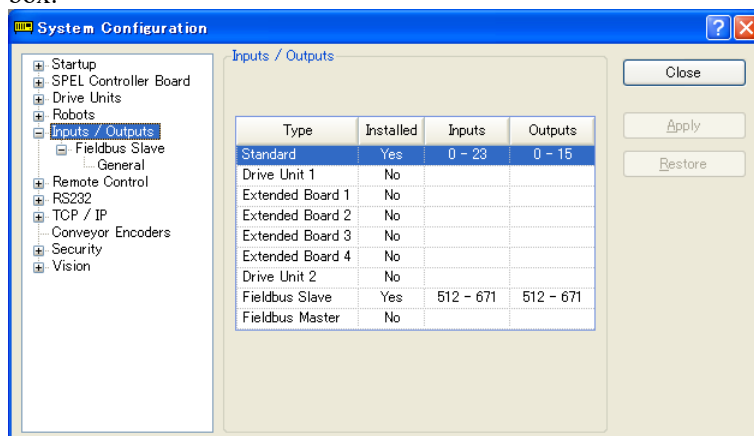 box.
System Configuration
Startup
SPEL Controller Board
Drive Units
Robots
Inputs / Outputs
Fieldbus Slave
General
Remote Control
RS232
TCP / IP
Conveyor Encoders
Security
Vision
Inputs / Outputs
Type Installed Inputs Outputs
Standard Yes 0 - 23 0 - 15
Drive Unit 1 No
Extended Board 1 No
Extended Board 2 No
Extended Board 3 No
Extended Board 4 No
Drive Unit 2 No
Fieldbus Slave Yes 512 - 671 512 - 671
Fieldbus Master No
Close
Apply
Restore